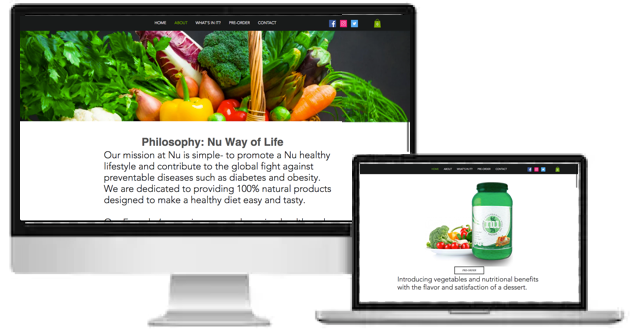 HOME ABOUT WHAT'S IN IT? PRE-ORDER CONTACT
Philosophy: Nu Way of Life
Our mission at Nu is simple- to promote a Nu healthy
lifestyle and contribute to the global fight against
preventable diseases such as diabetes and obesity.
We are dedicated to providing 100% natural products
designed to make a healthy diet easy and tasty.
HOME ABOUT WHAT'S IN IT? PRE-ORDER CONTACT
PRE-ORDER
Introducing vegetables and nutritional benefits
with the flavor and satisfaction of a dessert.